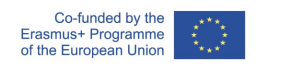 Co-funded by the
Erasmus+ Programme
of the European Union